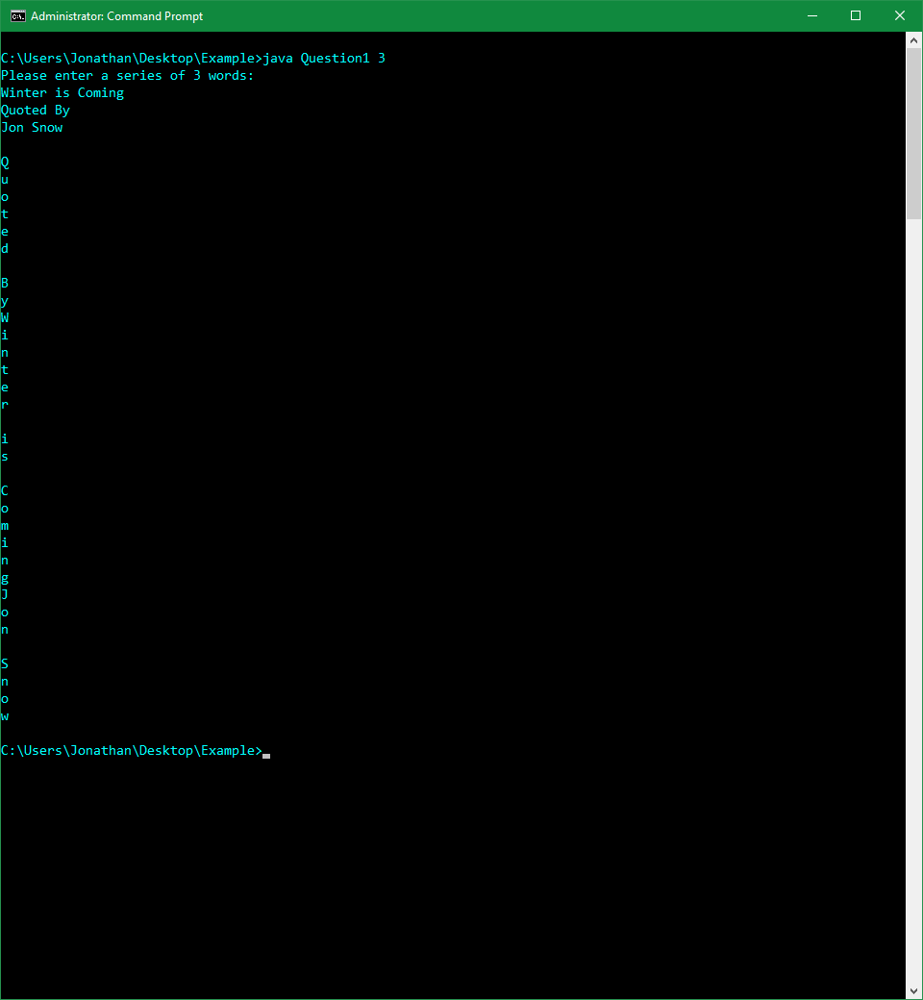 Administrator: Command Prompt
C:\Users\Jonathan\Desktop\Example>java Question1 3
Please enter a series of 3 words:
Winter is Coming
Quoted By
Jon Snow
Q
u
o
t
e
d
B
y
W
i
n
t
e
r
i
s
C
o
m
i
n
g
J
o
n
S
n
o
w
C:\Users\Jonathan\Desktop\Example>